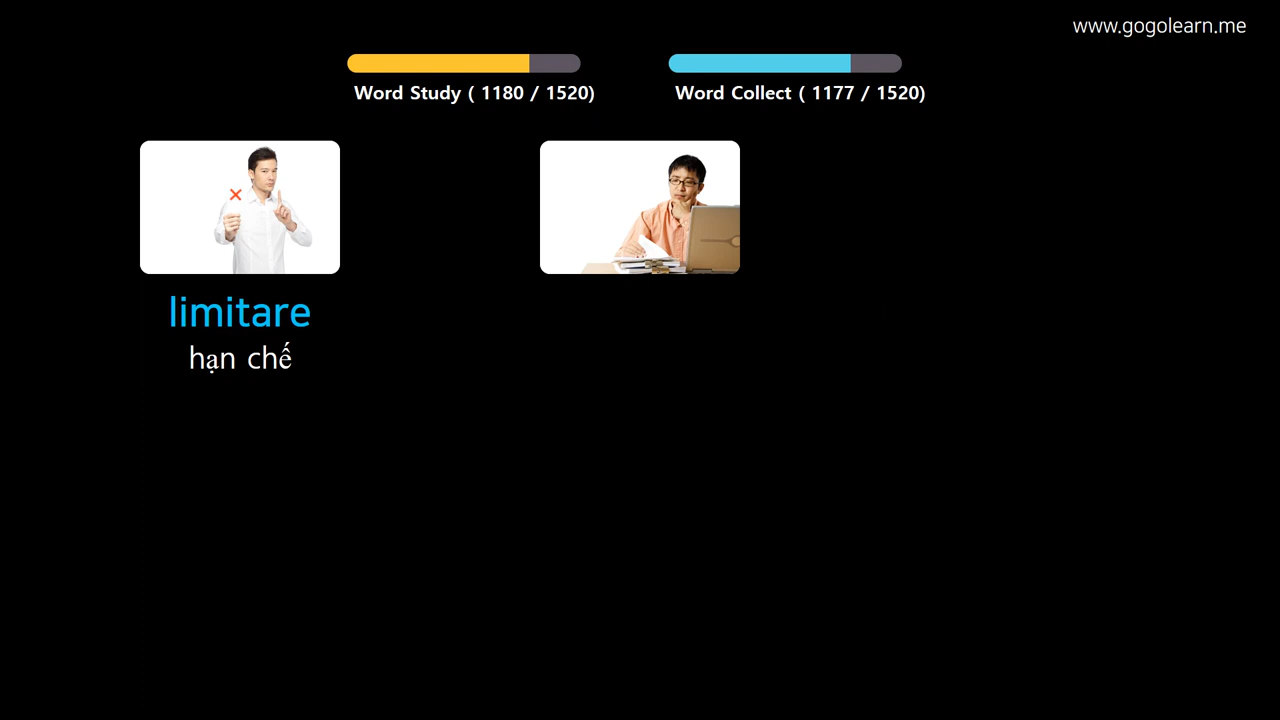 www.gogolearn.me
Word Study ( 1180 / 1520)
Word Collect ( 1177 / 1520)
limitare
hạn chế